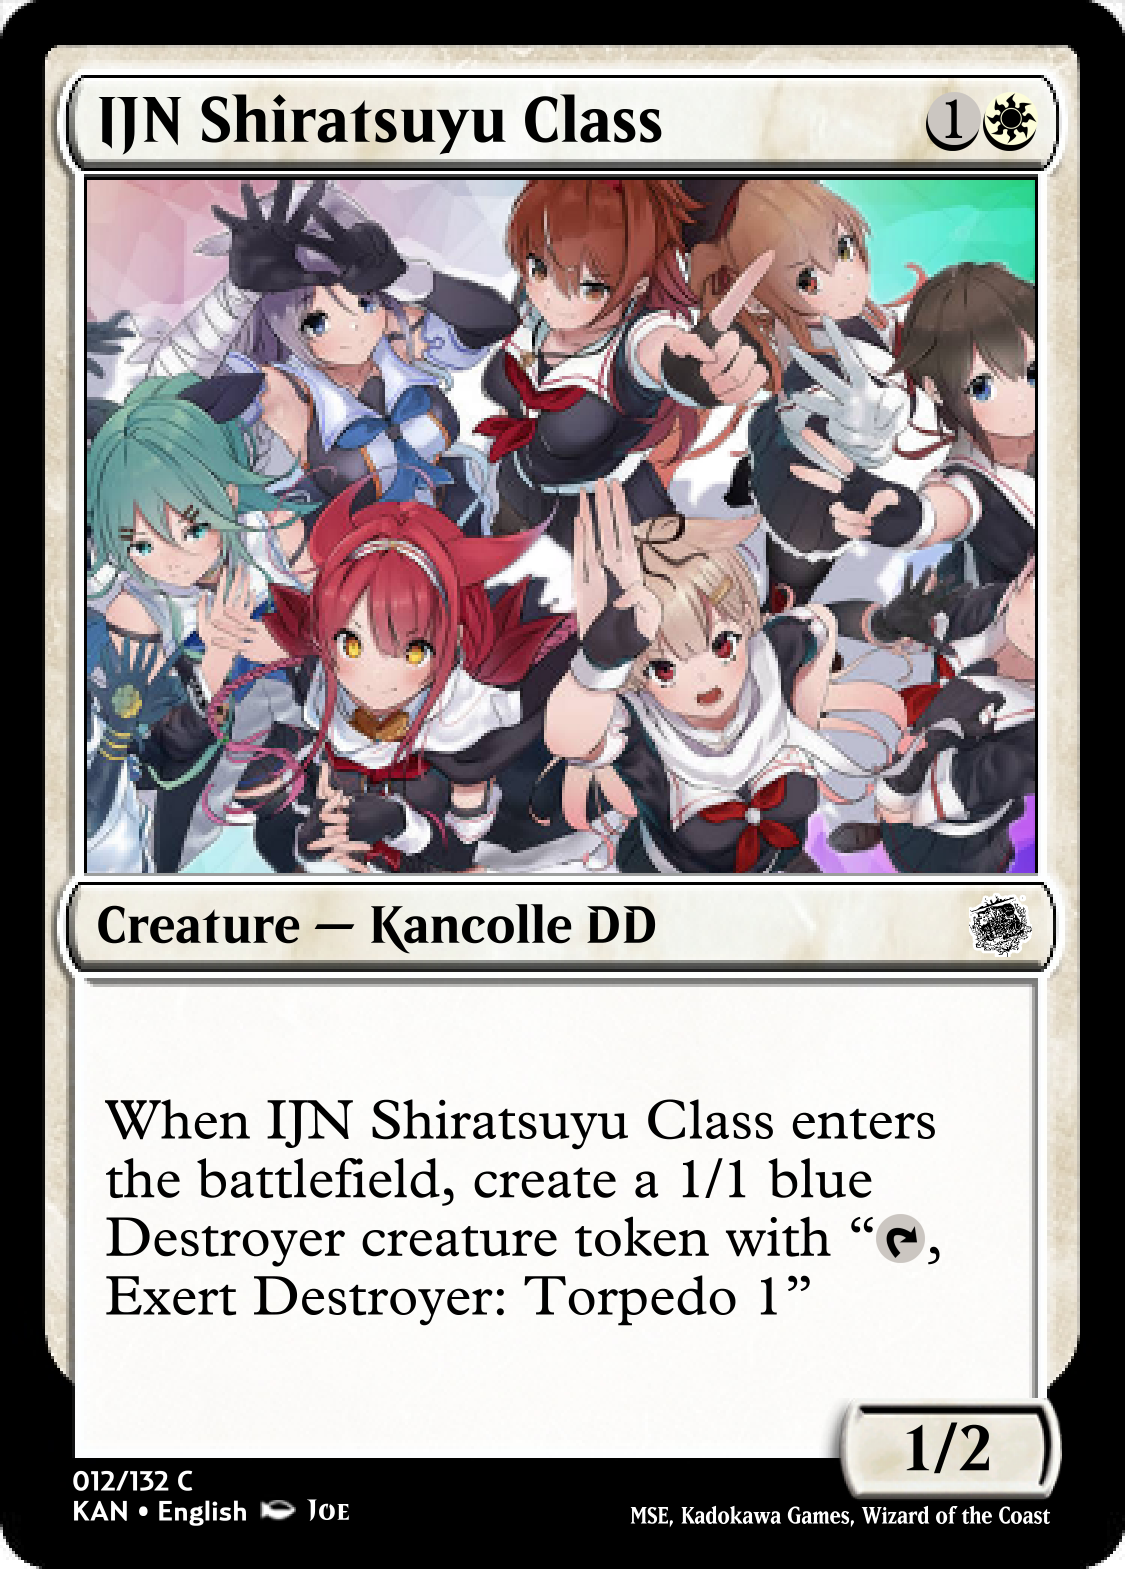 IJN Shiratsuyu Class 1
Creature — Kancolle DD
When IJN Shiratsuyu Class enters
the battlefield, create a 1/1 blue
Destroyer creature token with “ ,
Exert Destroyer: Torpedo 1”
1/2
012/132 C
KAN • English Joe
MSE, Kadokawa Games, Wizard of the Coast